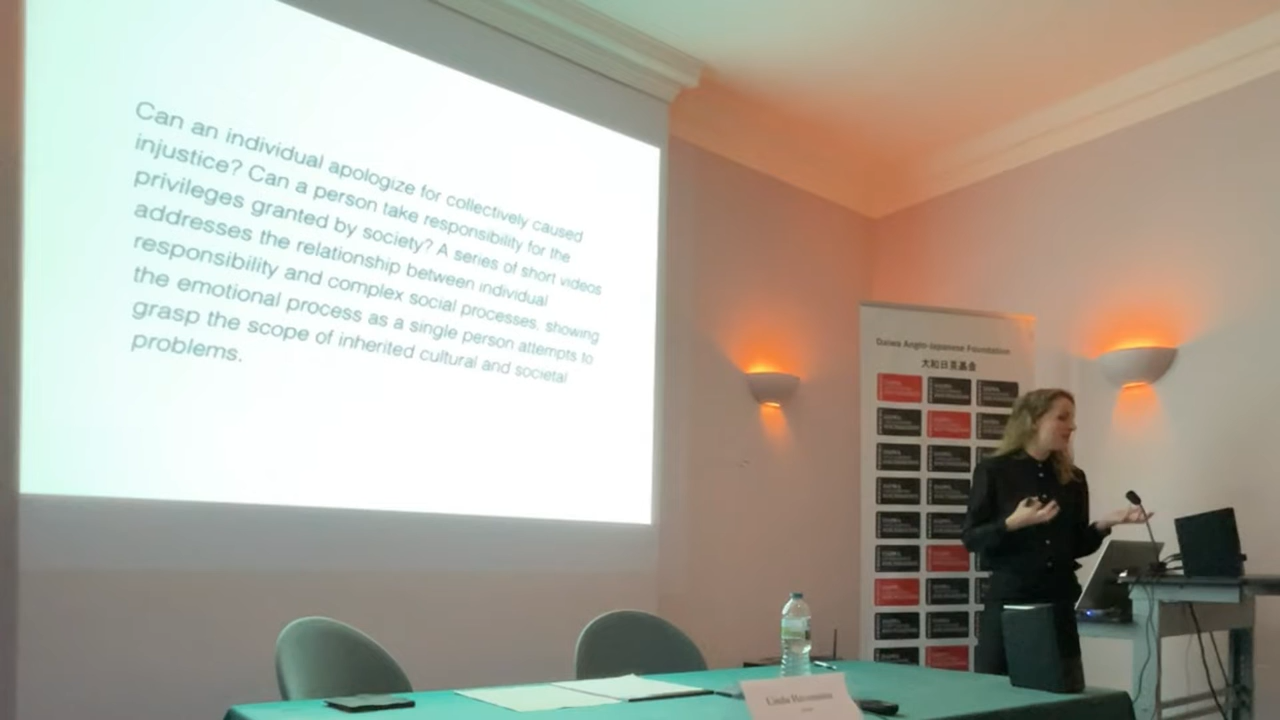 Can an individual apologize for collectively caused
injustice? Can a person take responsibility for the
privileges granted by society? A series of short videos
addresses the relationship between individual
responsibility and complex social processes, showing
the emotional process as a single person attempts to
grasp the scope of inherited cultural and societal
problems.
Daiwa Anglo-Japanese Foundation
大和日英基金
Linda